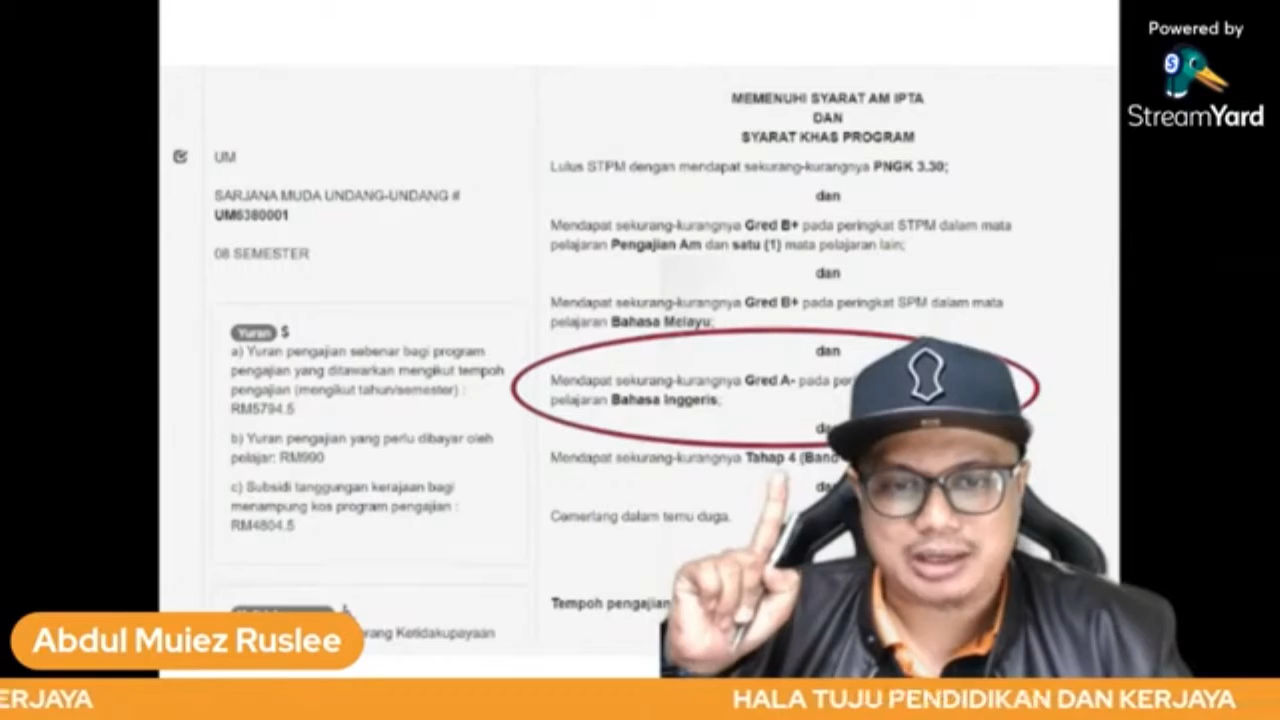 Powered by
StreamYard
MEMENUHI SYARAT AM IPTA
DAN
SYARAT KHAS PROGRAM
UM
SARJANA MUDA UNDANG-UNDANG #
UM6380001
08 SEMESTER
Yuran $
a) Yuran pengajian sebenar bagi program
pengajian yang ditawarkan mengikut tempoh
pengajian (mengikut tahun/semester) :
RM5794.5
b) Yuran pengajian yang perlu dibayar oleh
pelajar: RM990
c) Subsidi tanggungan kerajaan bagi
menampung kos program pengajian :
RM4804.5
Ketidakupayaan
Lulus STPM dengan mendapat sekurang-kurangnya PNGK 3.30;
dan
Mendapat sekurang-kurangnya Gred B+ pada peringkat STPM dalam mata
pelajaran Pengajian Am dan satu (1) mata pelajaran lain;
dan
Mendapat sekurang-kurangnya Gred B+ pada peringkat SPM dalam mata
pelajaran Bahasa Melayu;
dan
Mendapat sekurang-kurangnya Gred A- pada
pelajaran Bahasa Inggeris;
Mendapat sekurang-kurangnya Tahap 4 (Band
Cemerlang dalam temu duga.
Tempoh pengajian
Abdul Muiez Ruslee
ERJAYA
HALA TUJU PENDIDIKAN DAN KERJAYA